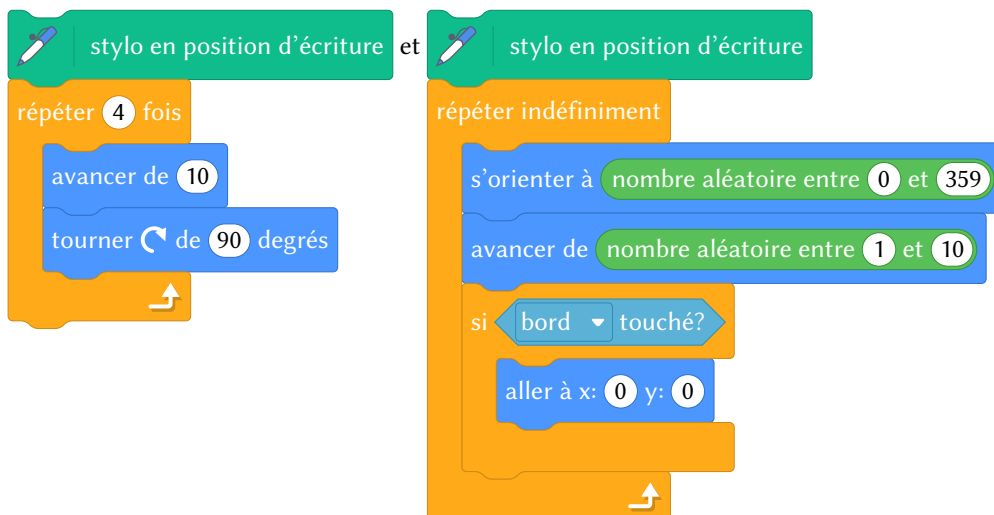 stylo en position d’écriture
répéter 4 fois
avancer de 10
tourner de 90 degrés
et
stylo en position d’écriture
répéter indéfiniment
s'orienter à nombre aléatoire entre 0 et 359
avancer de nombre aléatoire entre 1 et 10
si bord touché?
aller à x: 0 y: 0